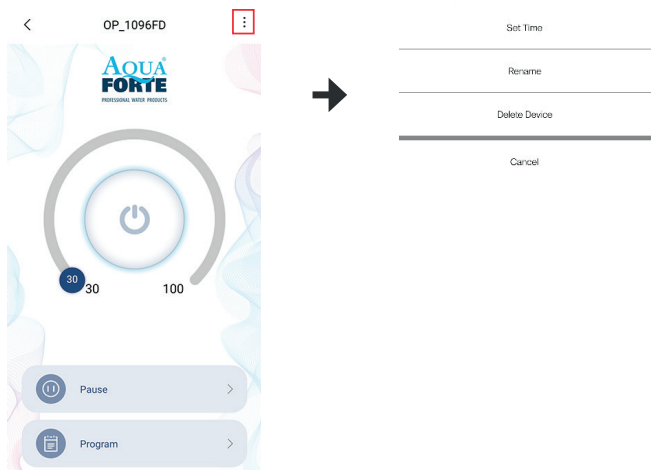 OP_1096FD
AQUA
FORTE
PROFESSIONAL WATER PRODUCTS
30
30
100
Pause
Program
Set Time
Rename
Delete Device
Cancel